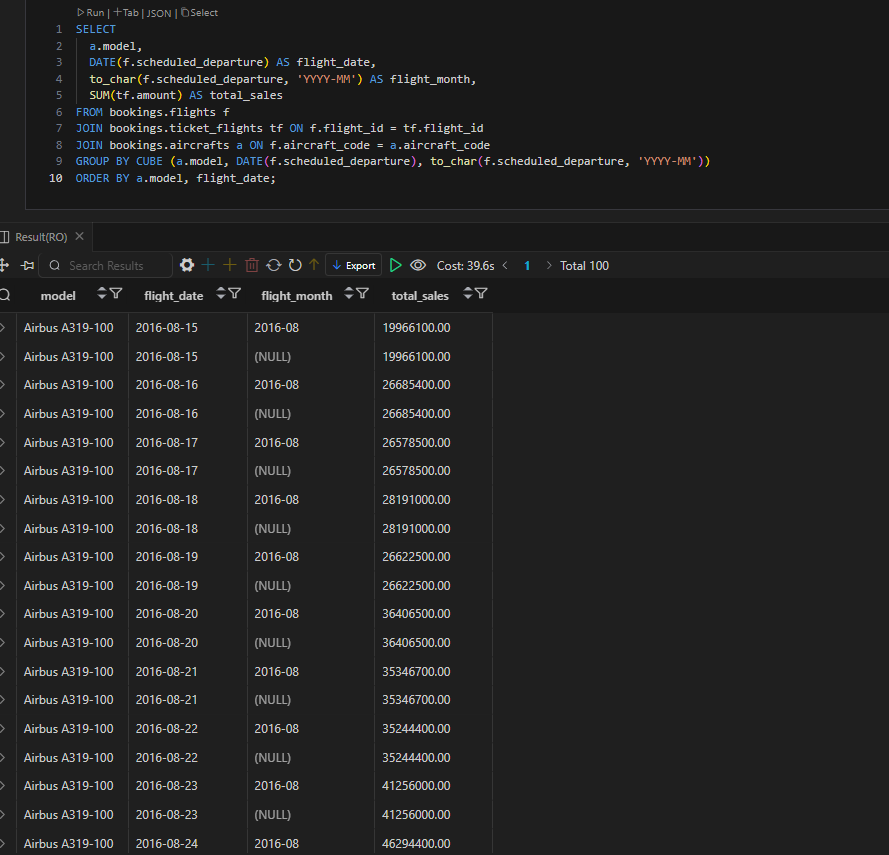 Run | +Tab | JSON | Select
1 SELECT
2 a.model,
3 DATE(f.scheduled_departure) AS flight_date,
4 to_char(f.scheduled_departure, 'YYYY-MM') AS flight_month,
5 SUM(tf.amount) AS total_sales
6 FROM bookings.flights f
7 JOIN bookings.ticket_flights tf ON f.flight_id = tf.flight_id
8 JOIN bookings.aircrafts a ON f.aircraft_code = a.aircraft_code
9 GROUP BY CUBE (a.model, DATE(f.scheduled_departure), to_char(f.scheduled_departure, 'YYYY-MM'))
10 ORDER BY a.model, flight_date;
Result(RO)
Search Results Export Cost: 39.6s < 1 > Total 100
model flight_date flight_month total_sales
Airbus A319-100 2016-08-15 2016-08 19966100.00
Airbus A319-100 2016-08-15 (NULL) 19966100.00
Airbus A319-100 2016-08-16 2016-08 26685400.00
Airbus A319-100 2016-08-16 (NULL) 26685400.00
Airbus A319-100 2016-08-17 2016-08 26578500.00
Airbus A319-100 2016-08-17 (NULL) 26578500.00
Airbus A319-100 2016-08-18 2016-08 28191000.00
Airbus A319-100 2016-08-18 (NULL) 28191000.00
Airbus A319-100 2016-08-19 2016-08 26622500.00
Airbus A319-100 2016-08-19 (NULL) 26622500.00
Airbus A319-100 2016-08-20 2016-08 36406500.00
Airbus A319-100 2016-08-20 (NULL) 36406500.00
Airbus A319-100 2016-08-21 2016-08 35346700.00
Airbus A319-100 2016-08-21 (NULL) 35346700.00
Airbus A319-100 2016-08-22 2016-08 35244400.00
Airbus A319-100 2016-08-22 (NULL) 35244400.00
Airbus A319-100 2016-08-23 2016-08 41256000.00
Airbus A319-100 2016-08-23 (NULL) 41256000.00
Airbus A319-100 2016-08-24 2016-08 46294400.00